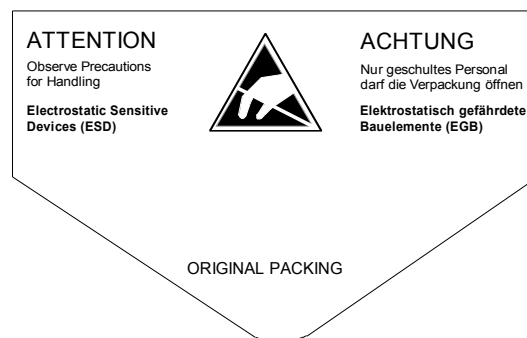 ATTENTION
Observe Precautions
for Handling
Electrostatic Sensitive
Devices (ESD)
ACHTUNG
Nur geschultes Personal
darf die Verpackung öffnen
Elektrostatisch gefährdete
Bauelemente (EGB)
ORIGINAL PACKING